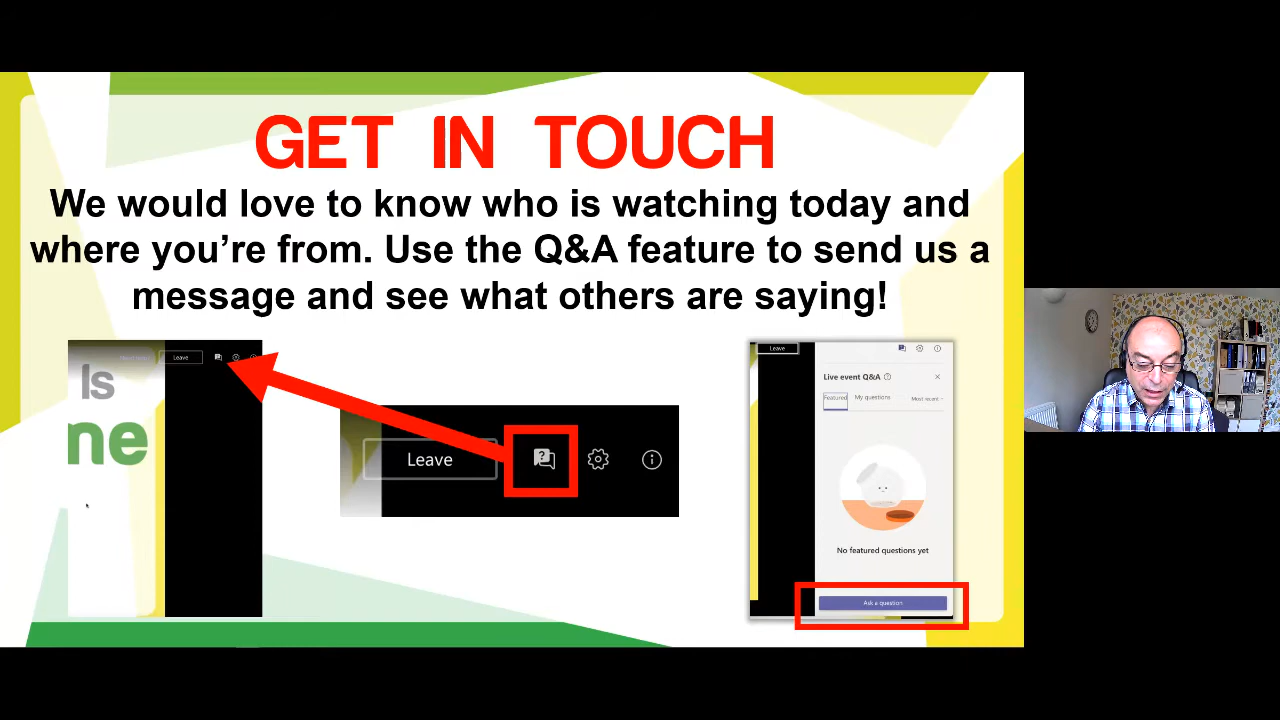 GET IN TOUCH
We would love to know who is watching today and
where you’re from. Use the Q&A feature to send us a
message and see what others are saying!
Leave
ls
ne
Leave
Leave
Live event Q&A
Featured
My questions
Most recent
No featured questions yet
Ask a question